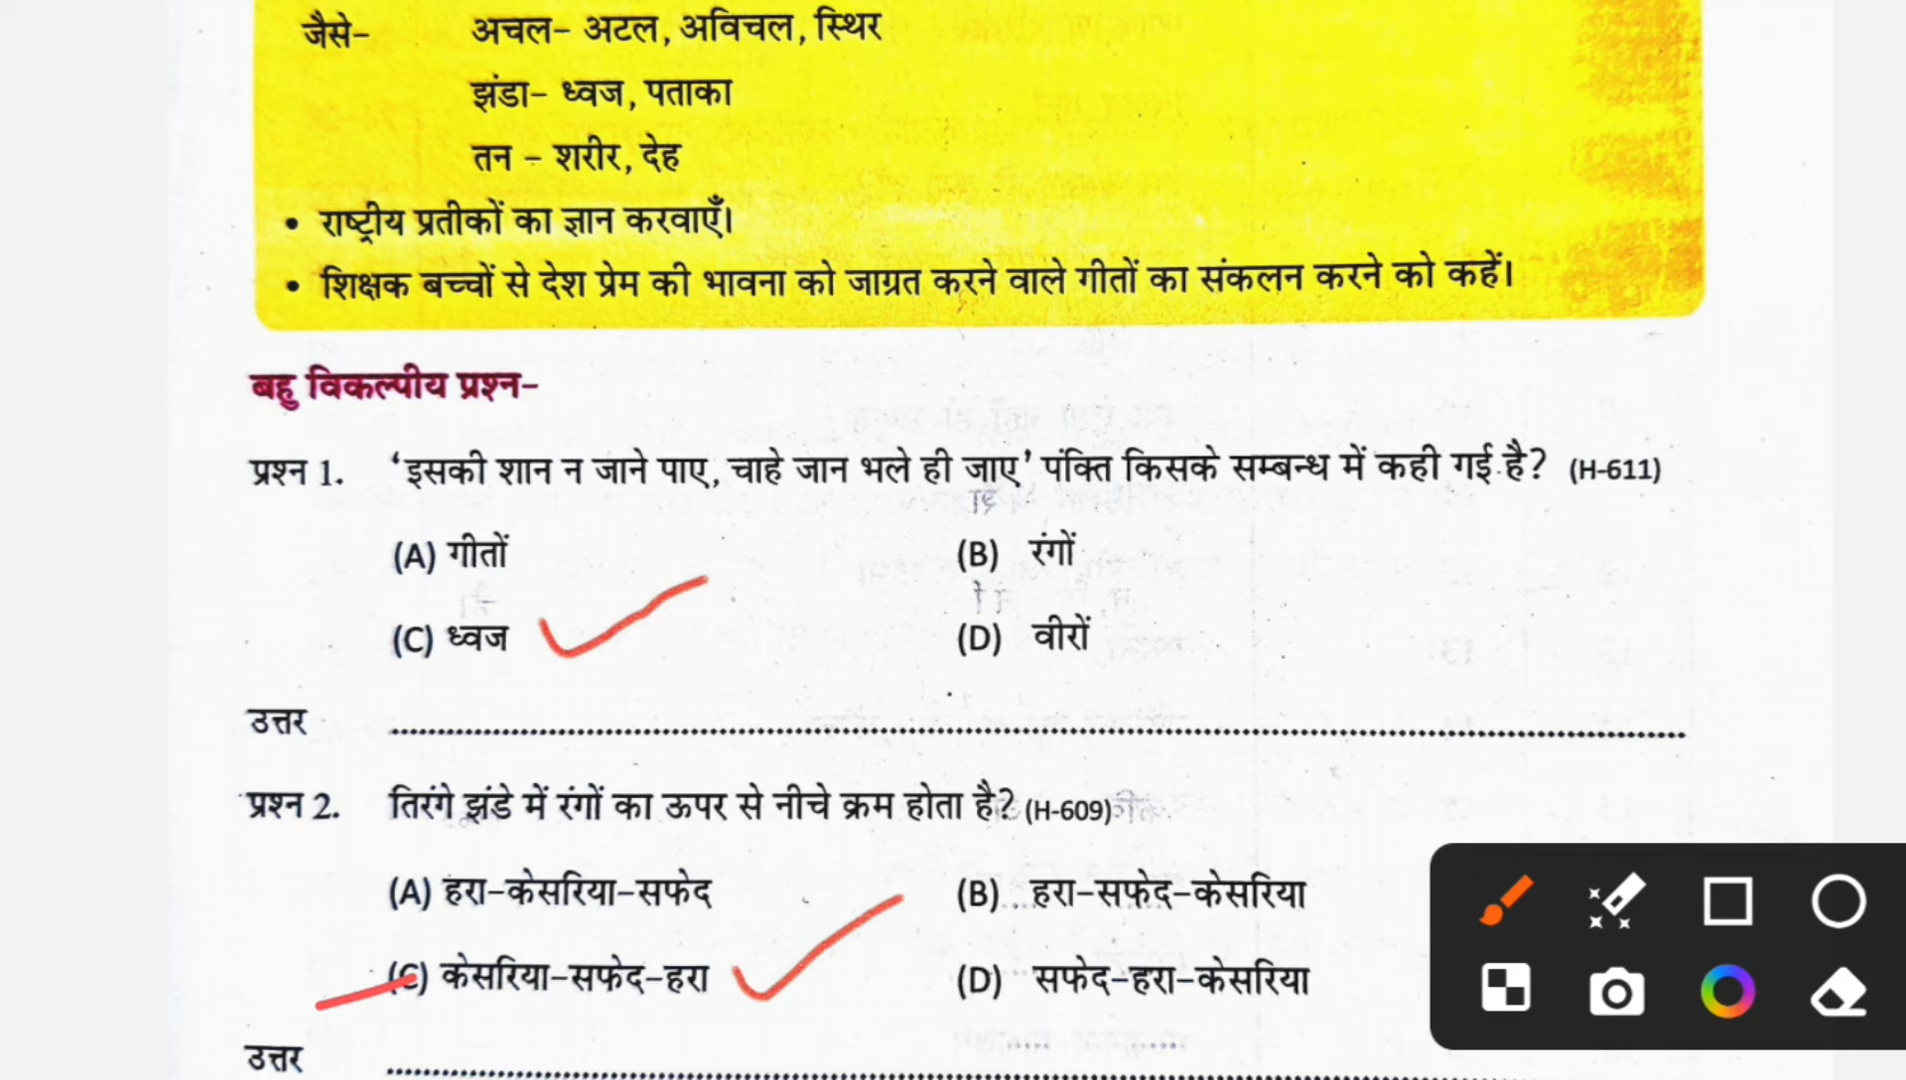 जैसे- अचल- अटल, अविचल, स्थिर
झंडा- ध्वज, पताका
तन - शरीर, देह
• राष्ट्रीय प्रतीकों का ज्ञान करवाएँ।
• शिक्षक बच्चों से देश प्रेम की भावना को जाग्रत करने वाले गीतों का संकलन करने को कहें।
बहु विकल्पीय प्रश्न-
प्रश्न 1. ‘इसकी शान न जाने पाए, चाहे जान भले ही जाए’ पंक्ति किसके सम्बन्ध में कही गई है? (H-611)
(A) गीतों (B) रंगों
(C) ध्वज (D) वीरों
उत्तर
प्रश्न 2. तिरंगे झंडे में रंगों का ऊपर से नीचे क्रम होता है? (H-609)
(A) हरा-केसरिया-सफेद (B) हरा-सफेद-केसरिया
(C) केसरिया-सफेद-हरा (D) सफेद-हरा-केसरिया
उत्तर